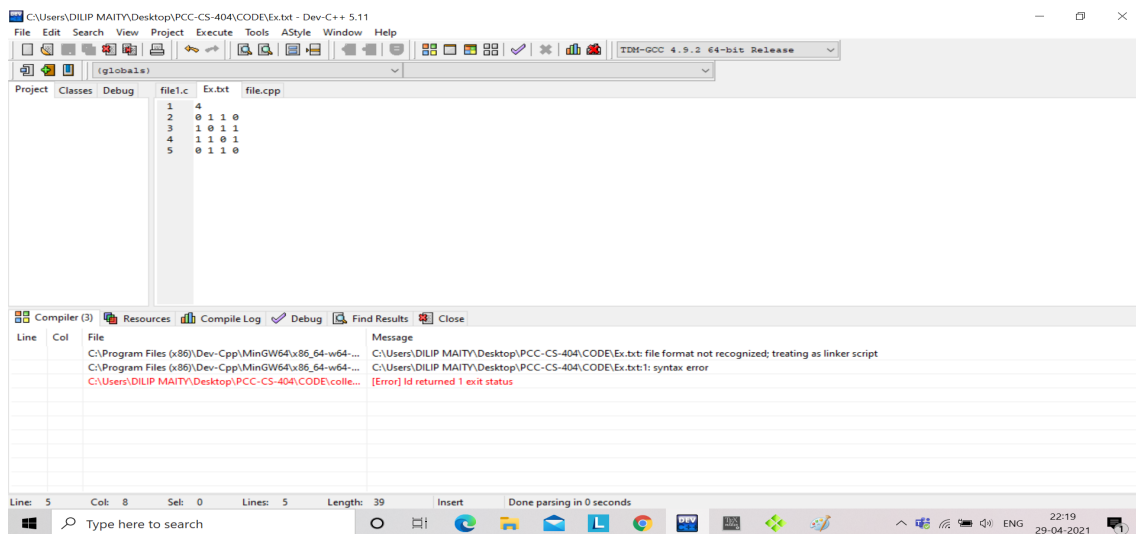 C:\Users\DILIP MAITY\Desktop\PCC-CS-404\CODE\Ex.txt - Dev-C++ 5.11
File Edit Search View Project Execute Tools AStyle Window Help
TDM-GCC 4.9.2 64-bit Release
(globals)
Project Classes Debug file1.c Ex.txt file.cpp
1 4
2 0 1 1 0
3 1 0 1 1
4 1 1 0 1
5 0 1 1 0
Compiler (3) Resources Compile Log Debug Find Results Close
Line Col File Message
C:\Program Files (x86)\Dev-Cpp\MinGW64\x86_64-w64-... C:\Users\DILIP MAITY\Desktop\PCC-CS-404\CODE\Ex.txt: file format not recognized; treating as linker script
C:\Program Files (x86)\Dev-Cpp\MinGW64\x86_64-w64-... C:\Users\DILIP MAITY\Desktop\PCC-CS-404\CODE\Ex.txt:1: syntax error
C:\Users\DILIP MAITY\Desktop\PCC-CS-404\CODE\colle... [Error] ld returned 1 exit status
Line: 5 Col: 8 Sel: 0 Lines: 5 Length: 39 Insert Done parsing in 0 seconds
Type here to search L DEV ENG 22:19
29-04-2021 1